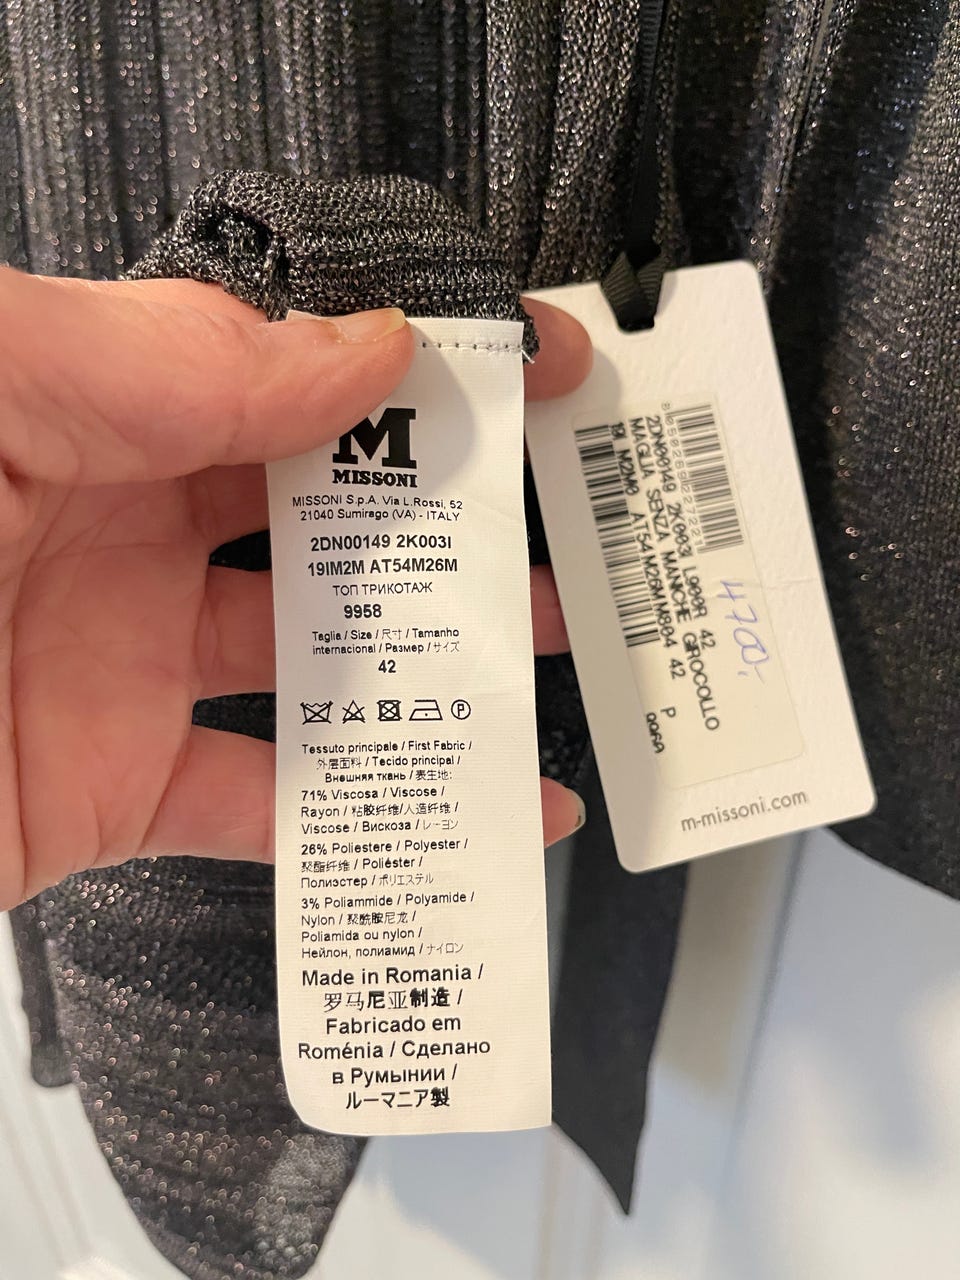 M
MISSONI
MISSONI S.p.A. Via L.Rossi, 52
21040 Sumirago (VA) - ITALY
2DN00149 2K003I
19IM2M AT54M26M
ТОП ТРИКОТАЖ
9958
Taglia / Size / 尺寸 / Tamanho
internacional / Размер / サイズ
42
P
Tessuto principale / First Fabric /
外层面料 / Tecido principal /
Внешняя ткань / 表生地:
71% Viscosa / Viscose /
Rayon / 粘胶纤维/人造纤维 /
Viscose / Вискоза / レーヨン
26% Poliestere / Polyester /
聚酯纤维 / Poliéster /
Полиэстер / ポリエステル
3% Poliammide / Polyamide /
Nylon / 聚酰胺尼龙 /
Poliamida ou nylon /
Нейлон, полиамид / ナイロン
Made in Romania /
罗马尼亚制造 /
Fabricado em
Roménia / Сделано
в Румынии /
ルーマニア製
2DN00149 2K003I L900R 42
MAGLIA SENZA MANICHE GIROCOLLO
AT54M26M M804 42 P
4700,-
m-missoni.com